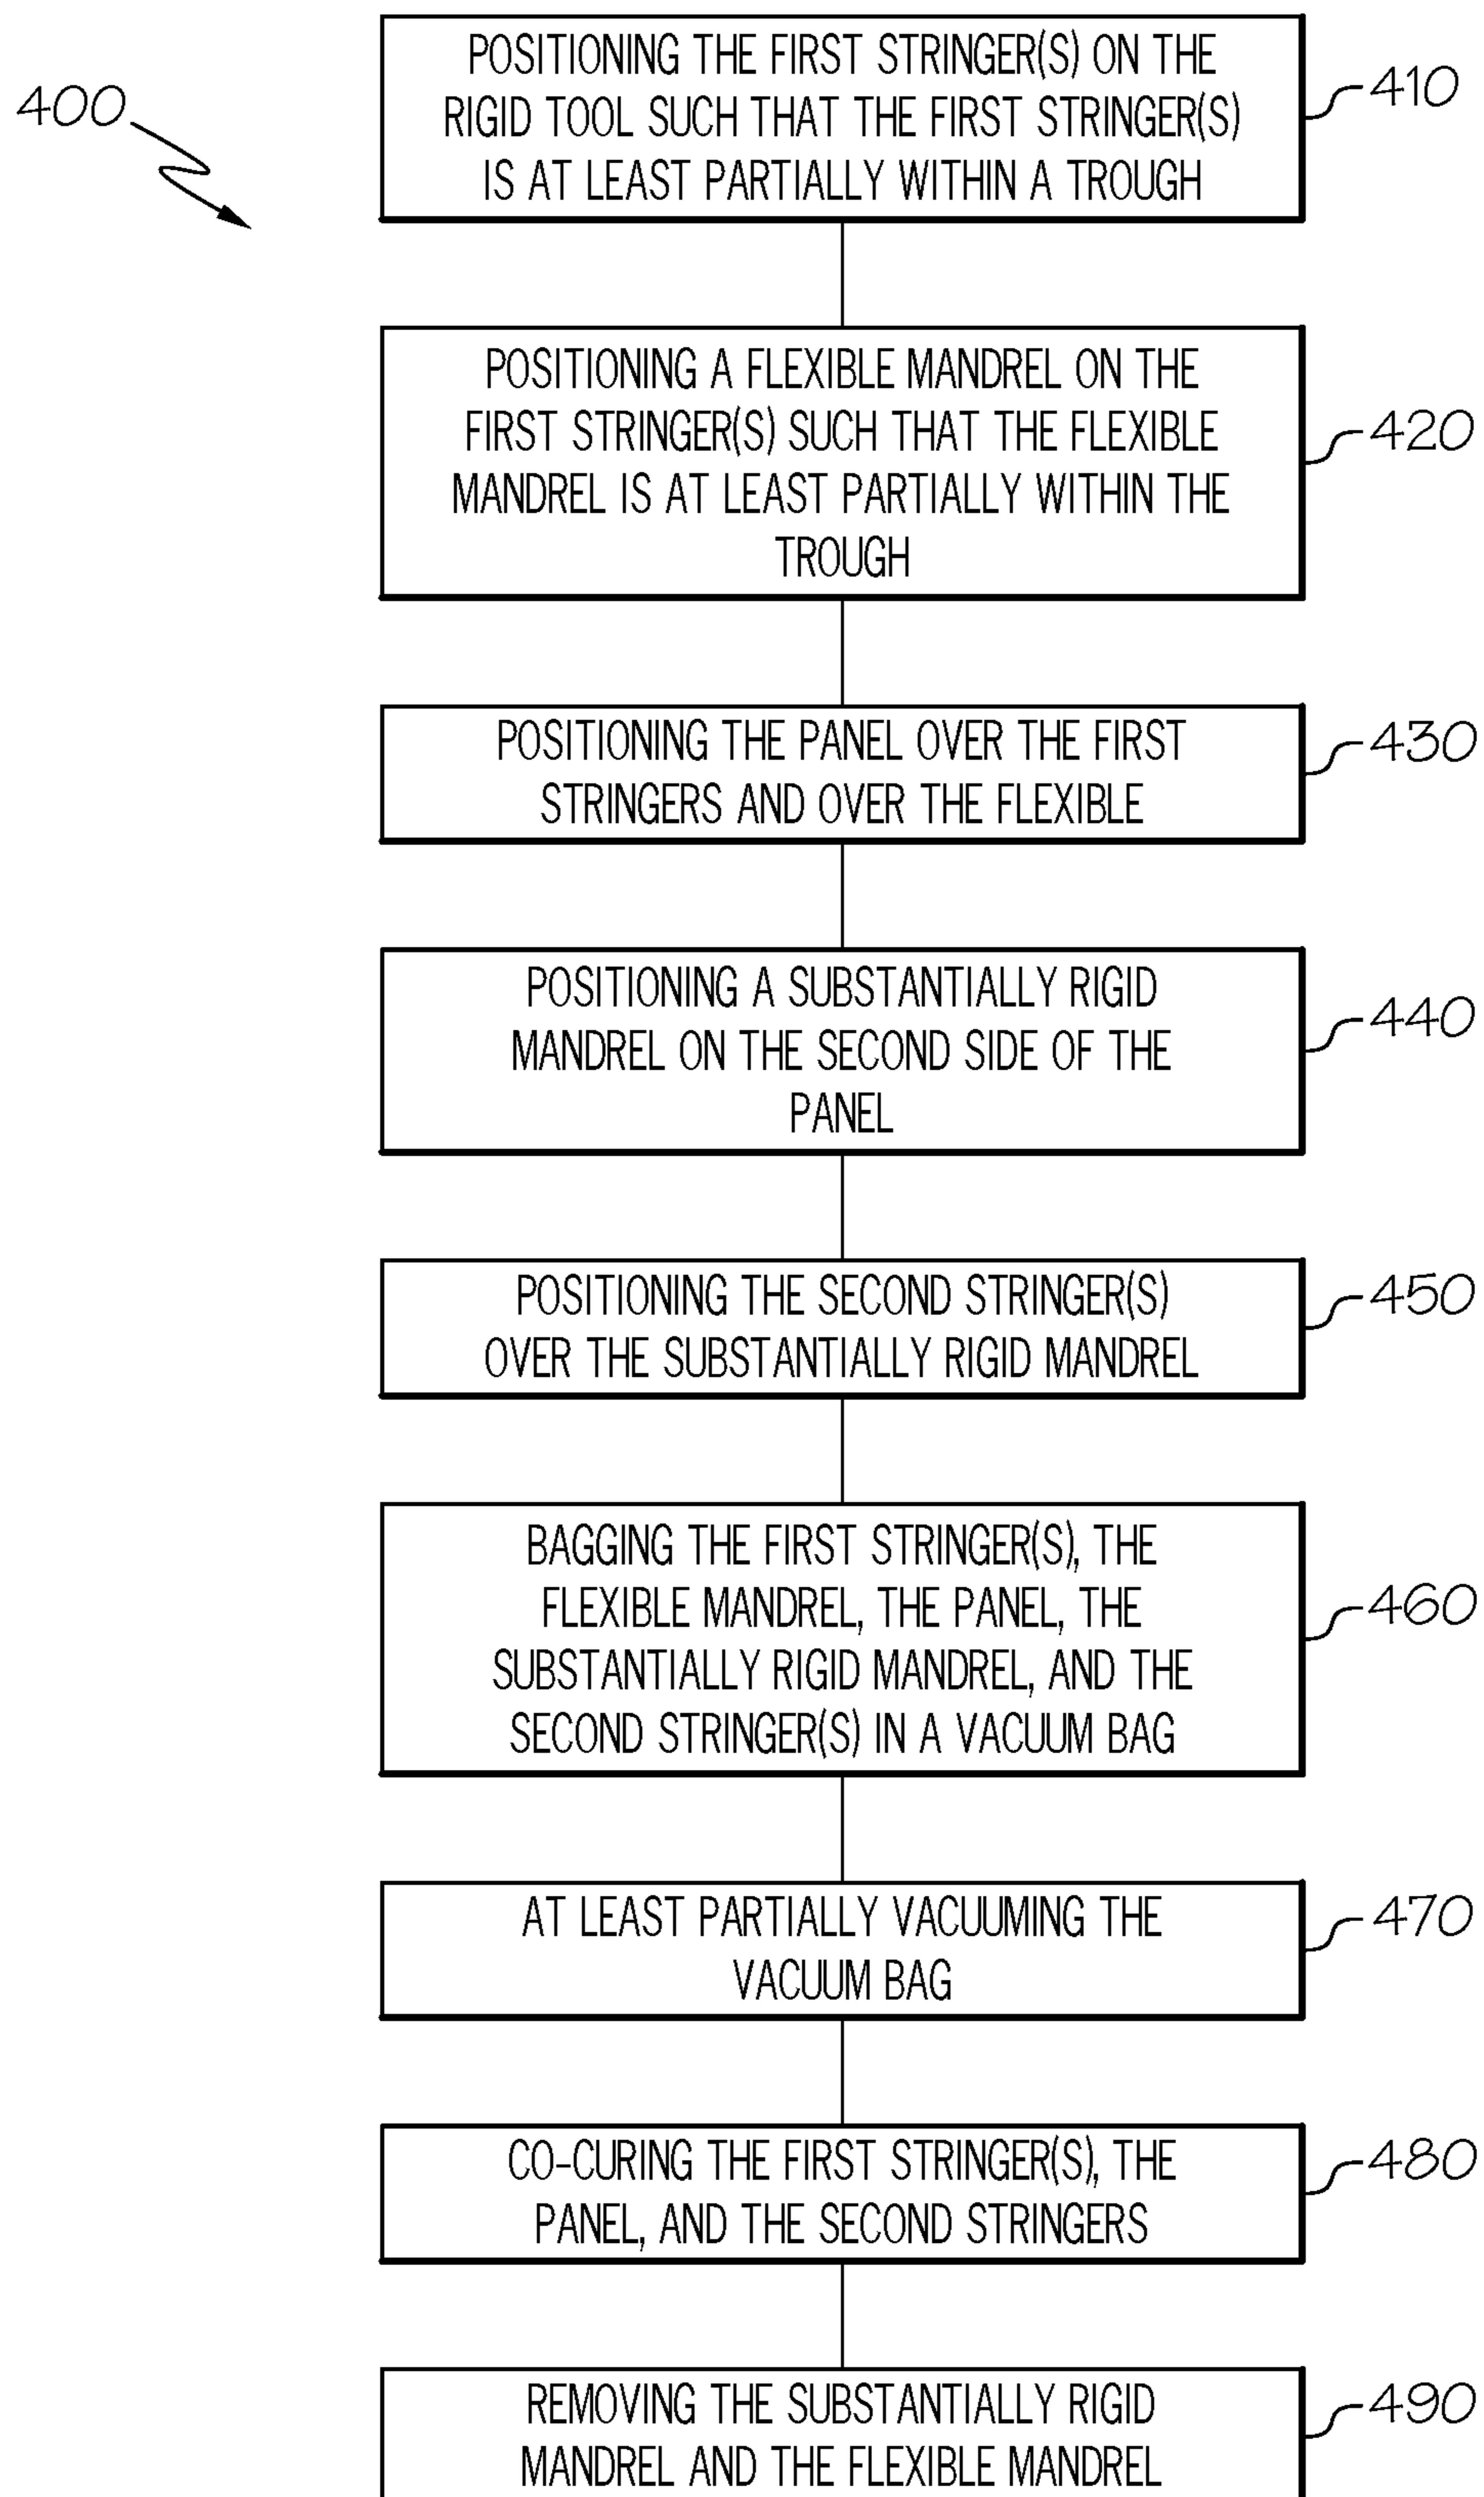 400
POSITIONING THE FIRST STRINGER(S) ON THE
RIGID TOOL SUCH THAT THE FIRST STRINGER(S)
IS AT LEAST PARTIALLY WITHIN A TROUGH
410
POSITIONING A FLEXIBLE MANDREL ON THE
FIRST STRINGER(S) SUCH THAT THE FLEXIBLE
MANDREL IS AT LEAST PARTIALLY WITHIN THE
TROUGH
420
POSITIONING THE PANEL OVER THE FIRST
STRINGERS AND OVER THE FLEXIBLE
430
POSITIONING A SUBSTANTIALLY RIGID
MANDREL ON THE SECOND SIDE OF THE
PANEL
440
POSITIONING THE SECOND STRINGER(S)
OVER THE SUBSTANTIALLY RIGID MANDREL
450
BAGGING THE FIRST STRINGER(S), THE
FLEXIBLE MANDREL, THE PANEL, THE
SUBSTANTIALLY RIGID MANDREL, AND THE
SECOND STRINGER(S) IN A VACUUM BAG
460
AT LEAST PARTIALLY VACUUMING THE
VACUUM BAG
470
CO-CURING THE FIRST STRINGER(S), THE
PANEL, AND THE SECOND STRINGERS
480
REMOVING THE SUBSTANTIALLY RIGID
MANDREL AND THE FLEXIBLE MANDREL
490